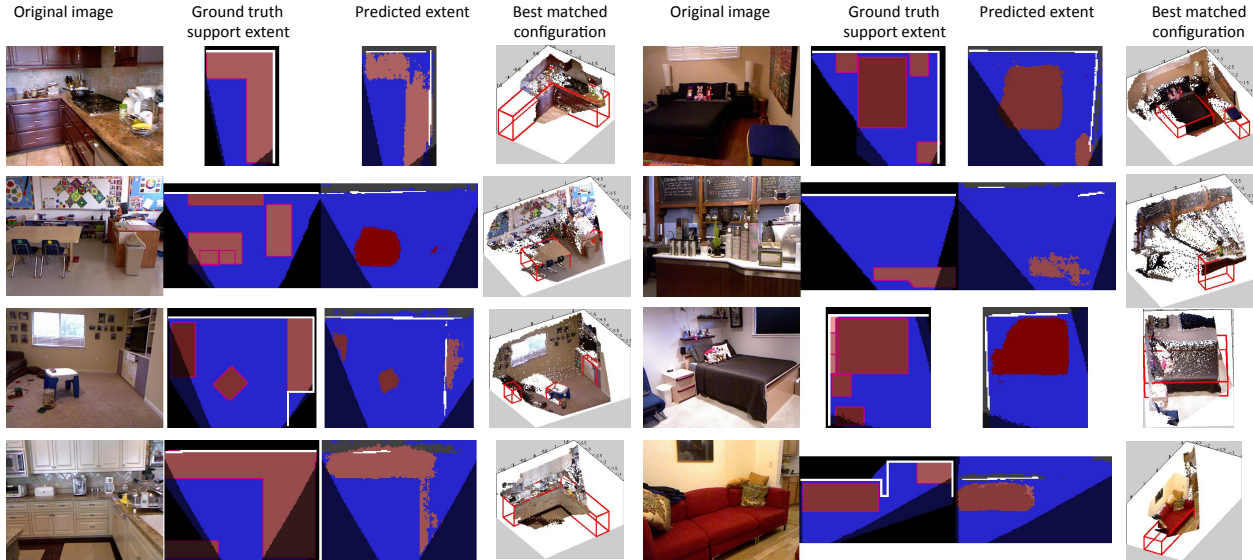 Original image
Ground truth
support extent
Predicted extent
Best matched
configuration
Original image
Ground truth
support extent
Predicted extent
Best matched
configuration